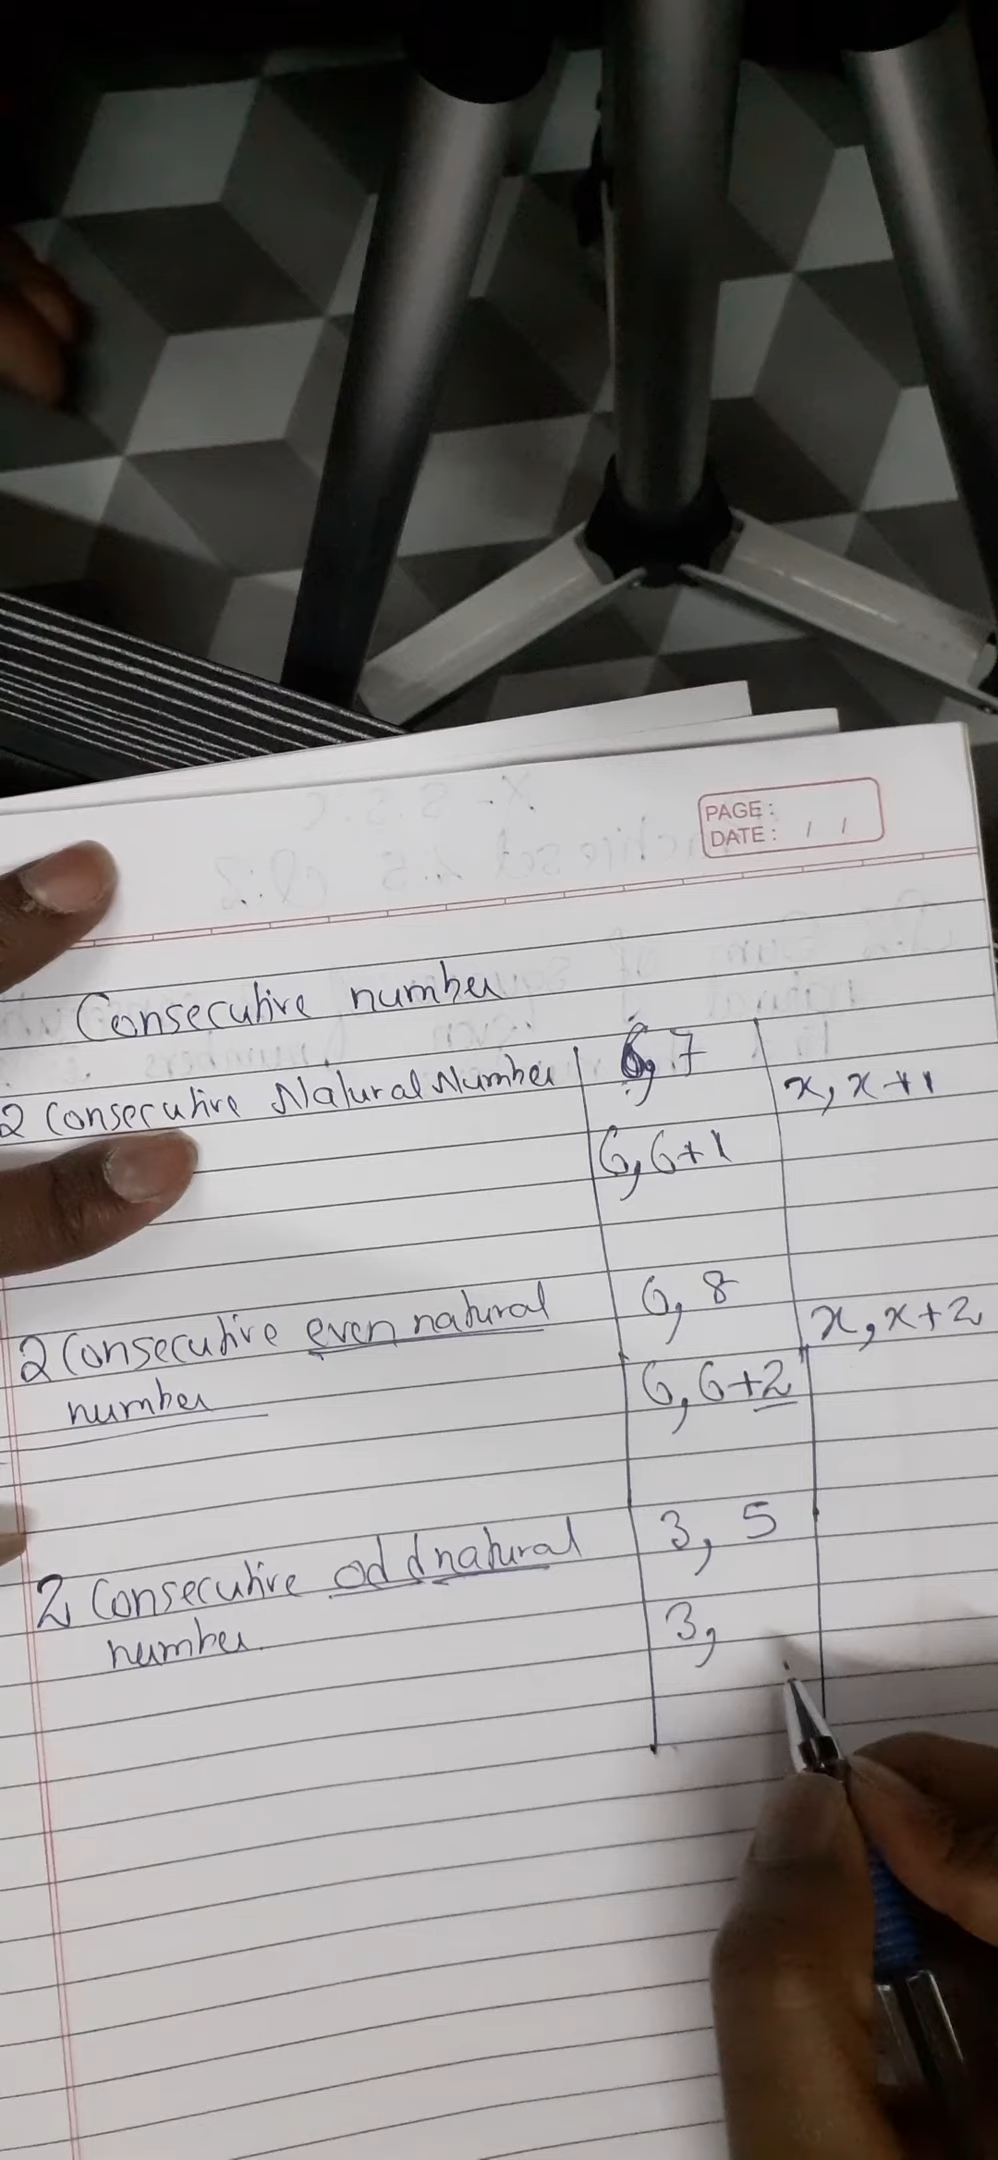 PAGE:
DATE: / /
Consecutive number
2 Consecutive Natural Number 6, 7 x, x+1
6, 6+1
2 Consecutive even natural 6, 8 x, x+2
number 6, 6+2
2 Consecutive odd natural 3, 5
number 3,